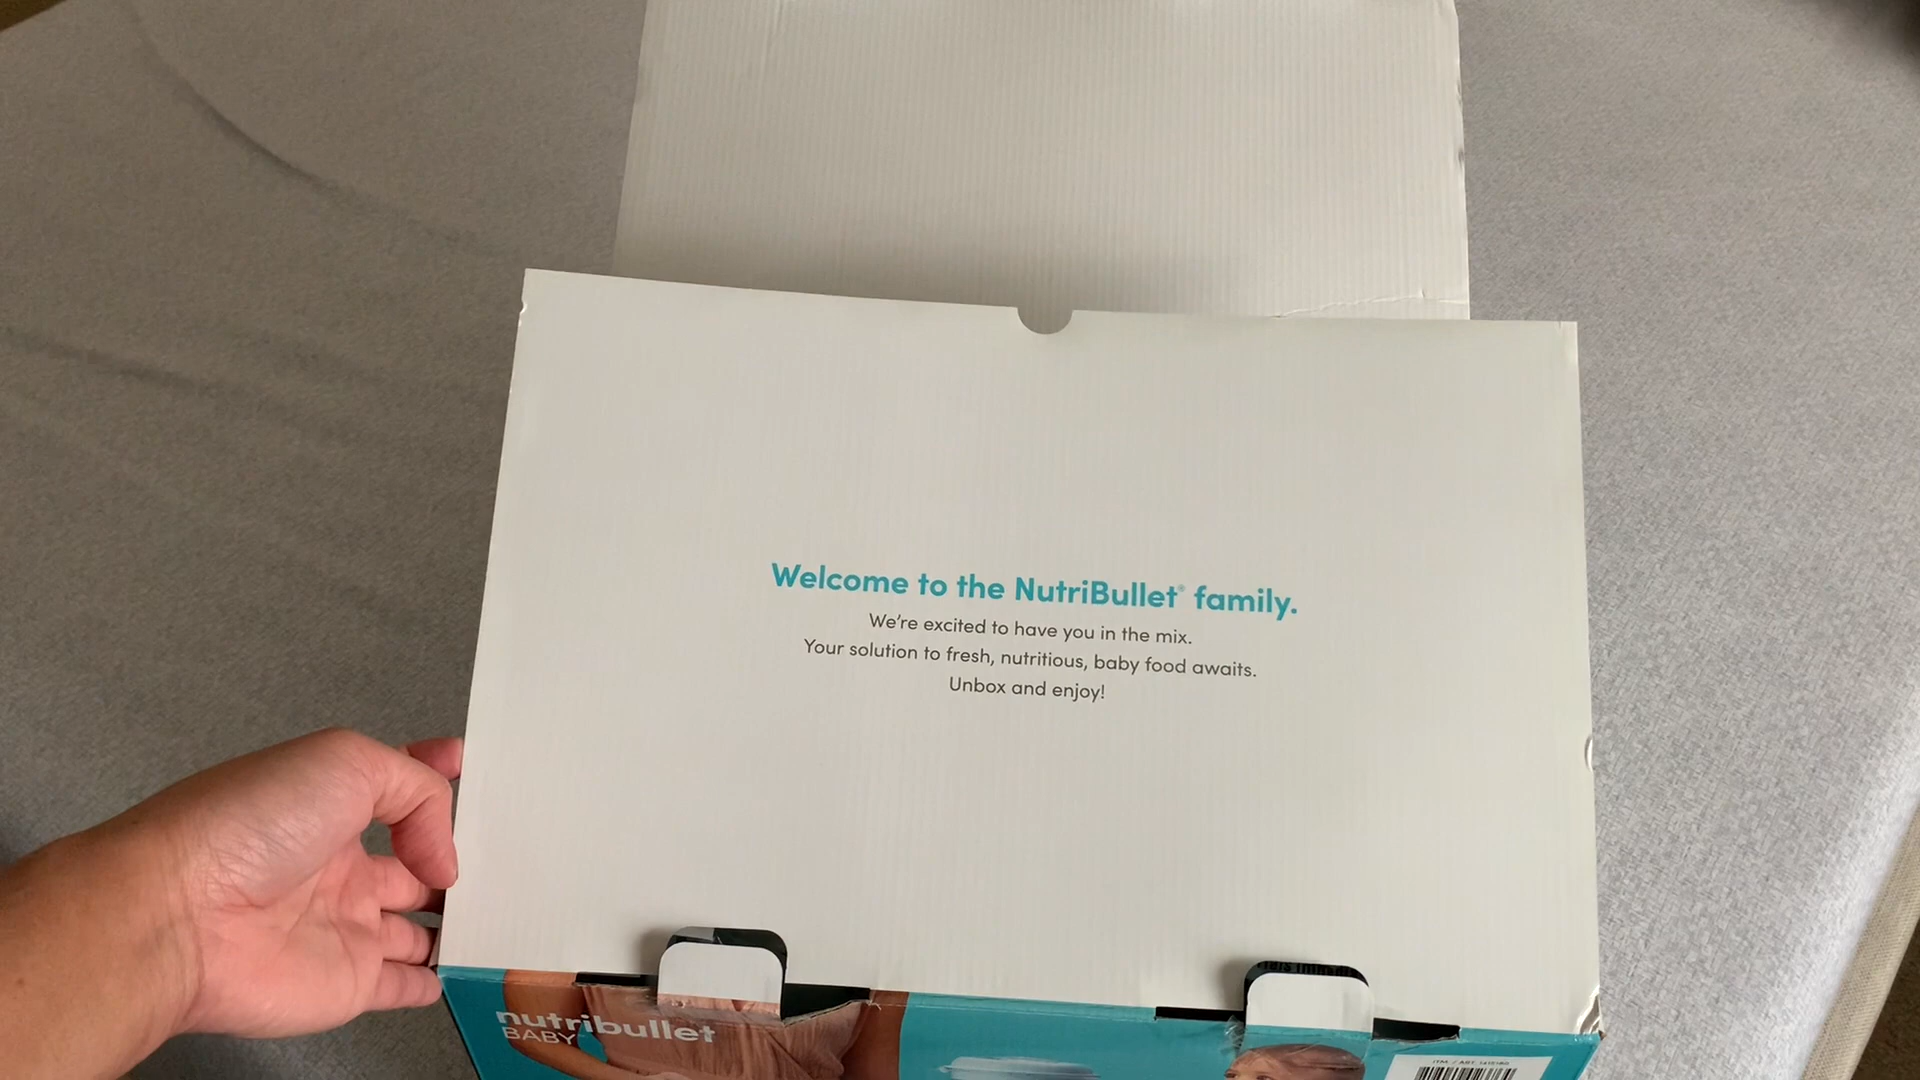 Welcome to the NutriBullet® family.
We're excited to have you in the mix.
Your solution to fresh, nutritious, baby food awaits.
Unbox and enjoy!
nutribullet
BABY